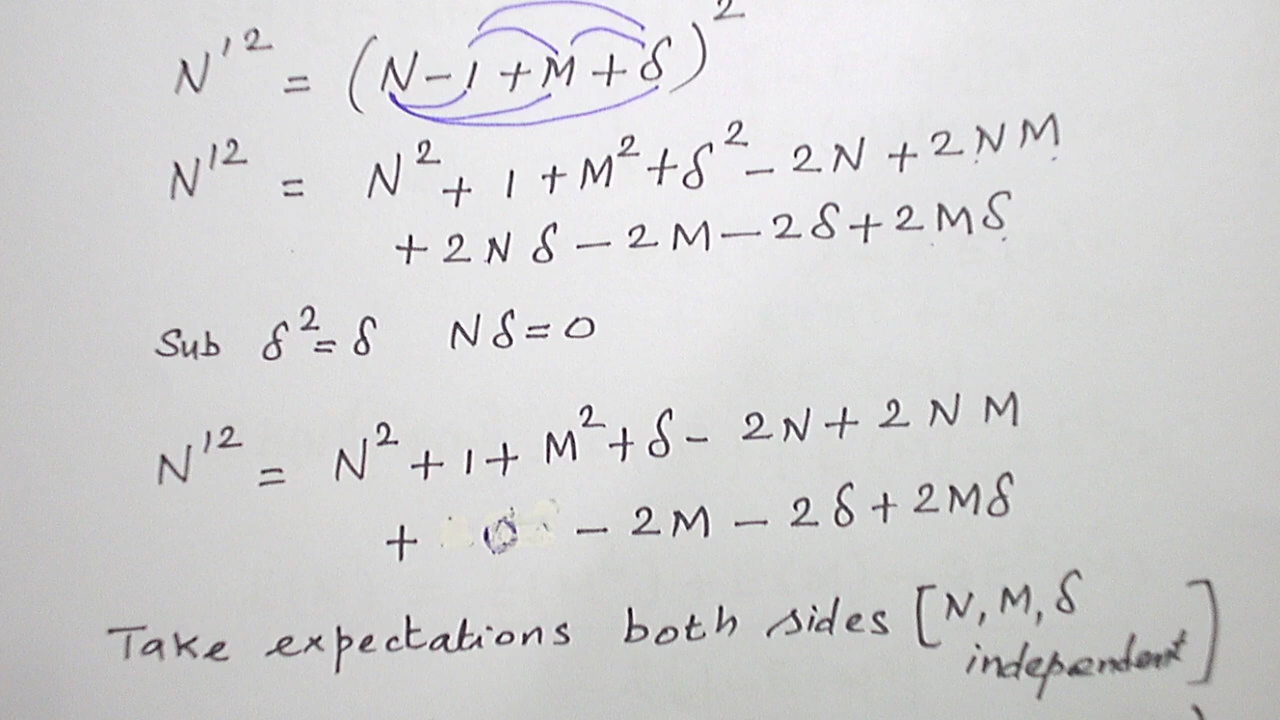 N'² = (N-1+M+δ)²
N'² = N² + 1 + M² + δ² - 2N + 2NM
+ 2Nδ - 2M - 2δ + 2Mδ
Sub δ² = δ Nδ = 0
N'² = N² + 1 + M² + δ - 2N + 2NM
+ 0 - 2M - 2δ + 2Mδ
Take expectations both sides [N, M, δ
independent]